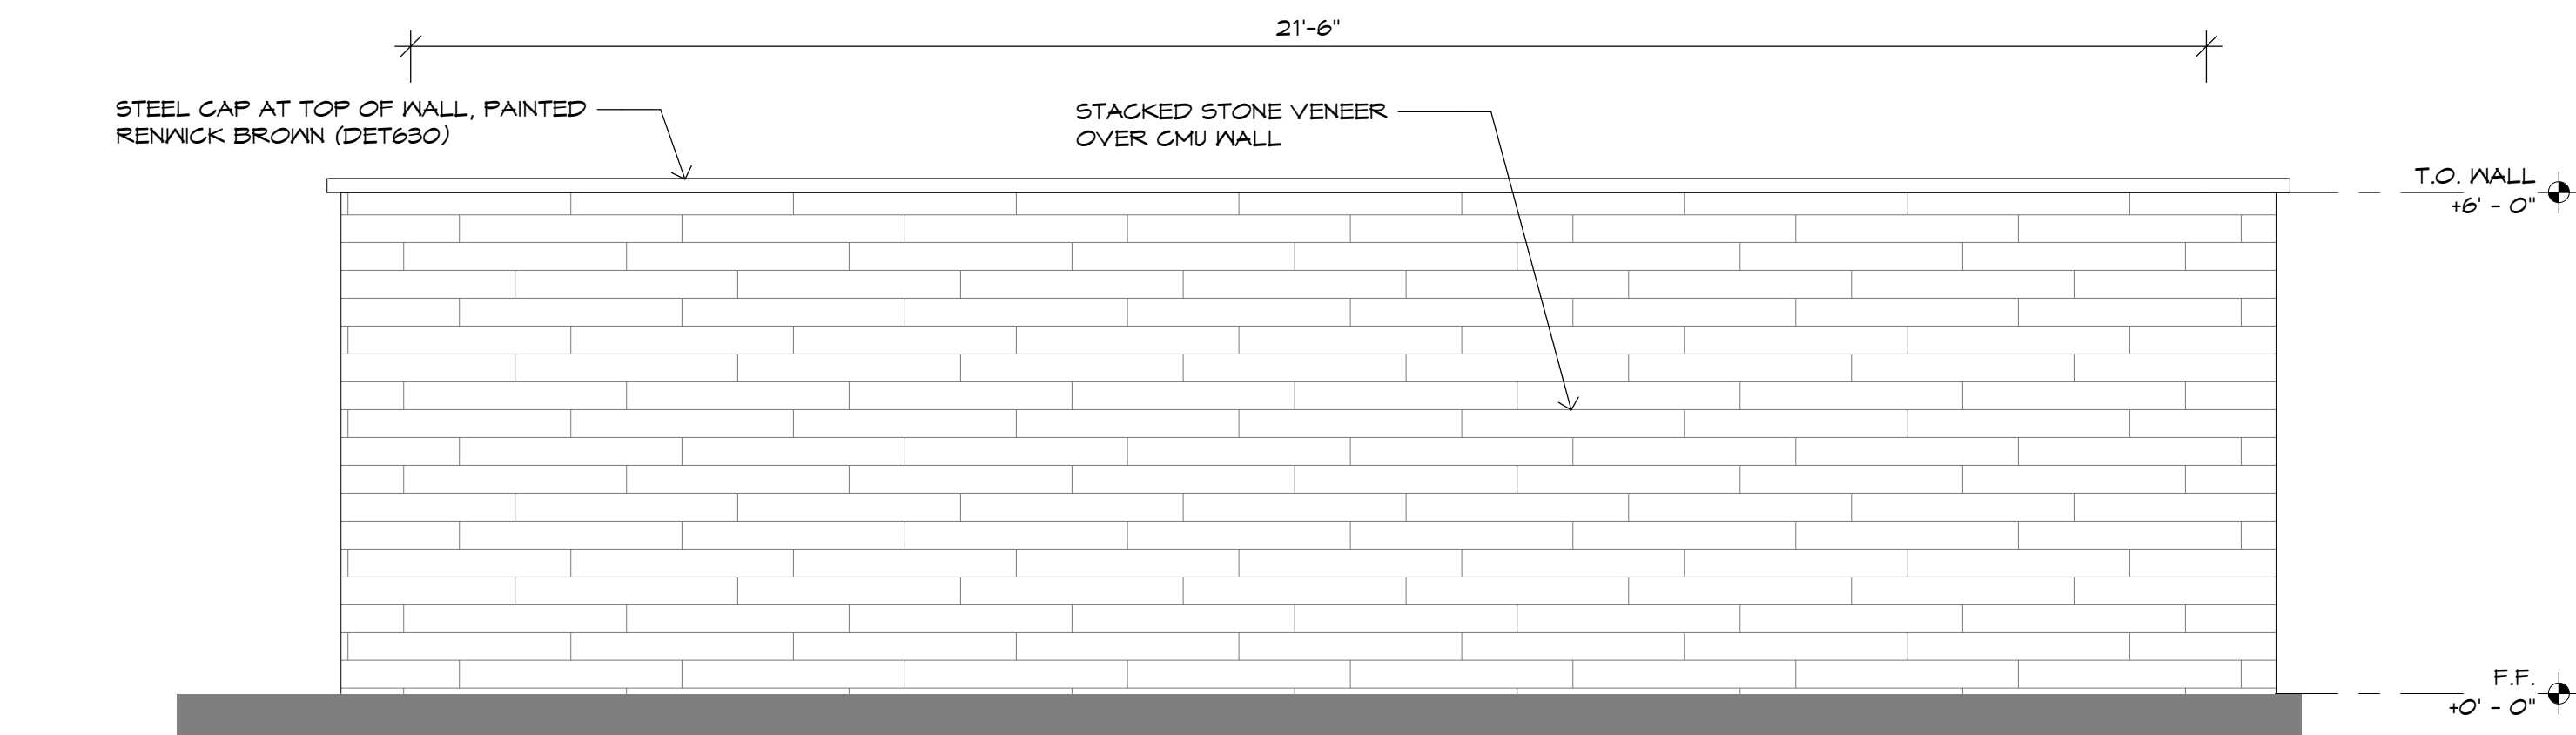 21'-6"
STEEL CAP AT TOP OF WALL, PAINTED
RENWICK BROWN (DET630)
STACKED STONE VENEER
OVER CMU WALL
T.O. WALL
+6' - 0"
F.F.
+0' - 0"